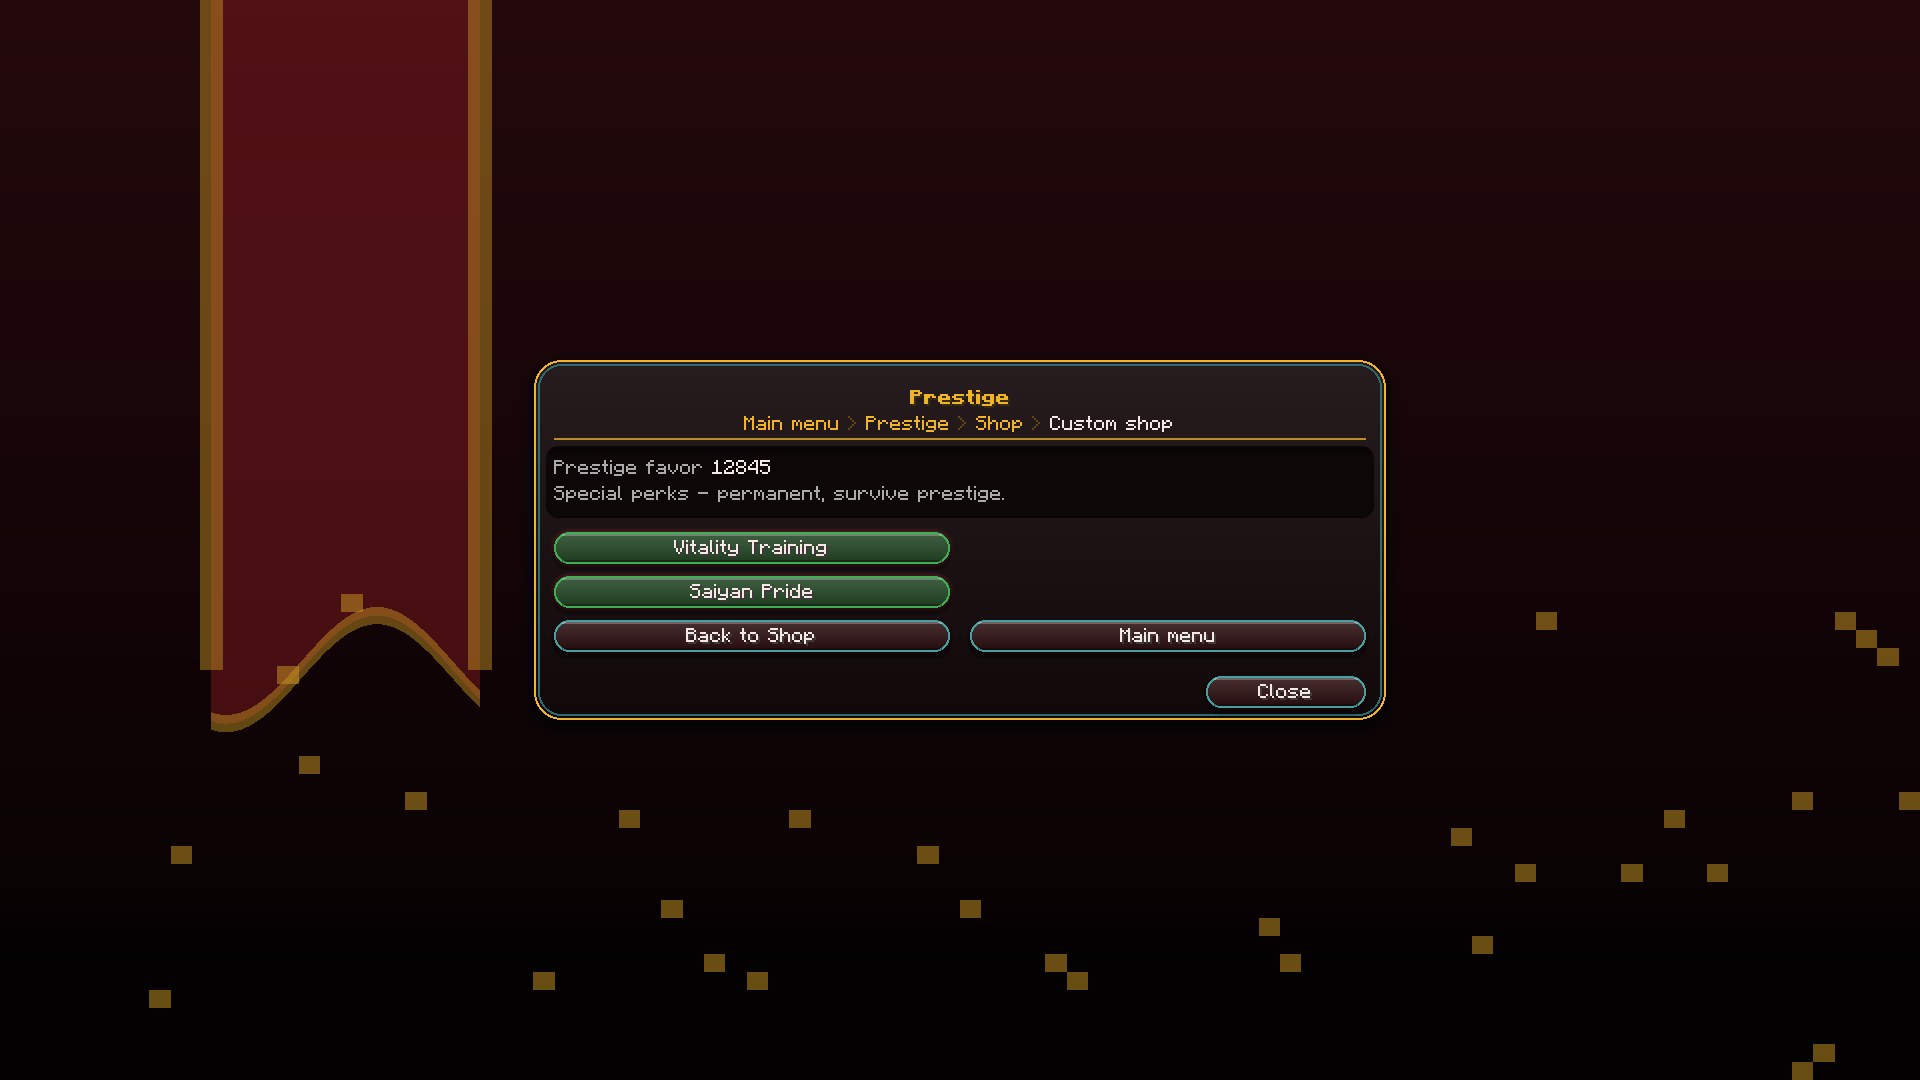 Prestige
Main menu > Prestige > Shop > Custom shop
Prestige favor 12845
Special perks – permanent, survive prestige.
Vitality Training
Saiyan Pride
Back to Shop
Main menu
Close